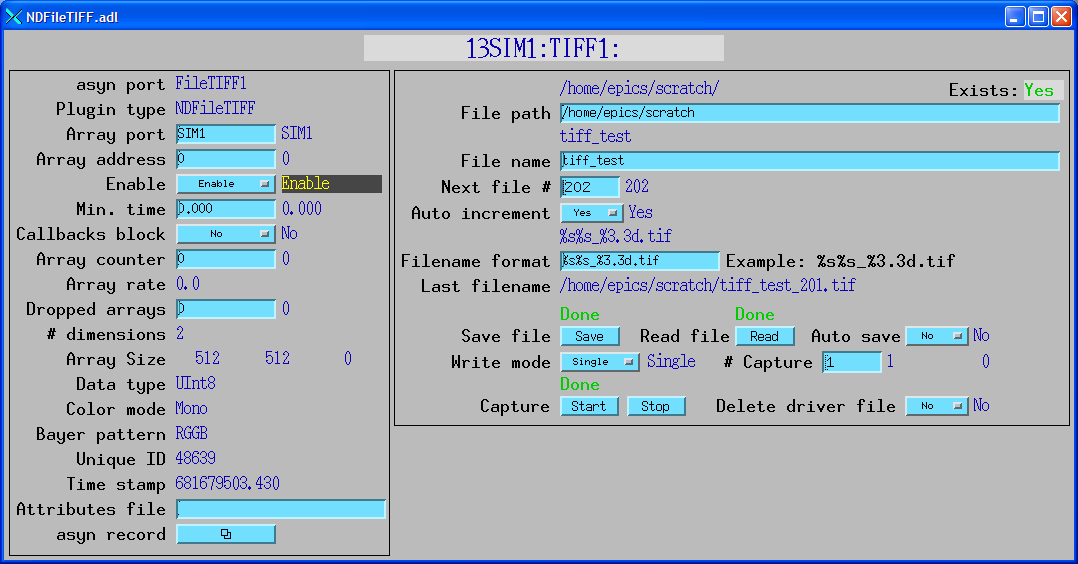 NDFileTIFF.adl
13SIM1:TIFF1:
asyn port FileTIFF1
Plugin type NDFileTIFF
Array port SIM1 SIM1
Array address 0 0
Enable Enable Enable
Min. time 0.000 0.000
Callbacks block No No
Array counter 0 0
Array rate 0.0
Dropped arrays 0 0
# dimensions 2
Array Size 512 512 0
Data type UInt8
Color mode Mono
Bayer pattern RGGB
Unique ID 48639
Time stamp 681679503.430
Attributes file
asyn record
/home/epics/scratch/ Exists: Yes
File path /home/epics/scratch
tiff_test
File name tiff_test
Next file # 202 202
Auto increment Yes Yes
%s%s_%3.3d.tif
Filename format %s%s_%3.3d.tif Example: %s%s_%3.3d.tif
Last filename /home/epics/scratch/tiff_test_201.tif
Done Done
Save file Save Read file Read Auto save No No
Write mode Single Single # Capture 1 1 0
Done
Capture Start Stop Delete driver file No No